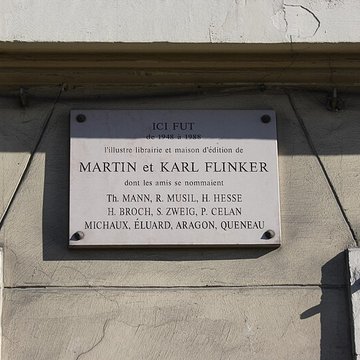 ICI FUT
de 1948 à 1988
l'illustre librairie et maison d'édition de
MARTIN et KARL FLINKER
dont les amis se nommaient
Th. MANN, R. MUSIL, H. HESSE
H. BROCH, S. ZWEIG, P. CELAN
MICHAUX, ÉLUARD, ARAGON, QUENEAU